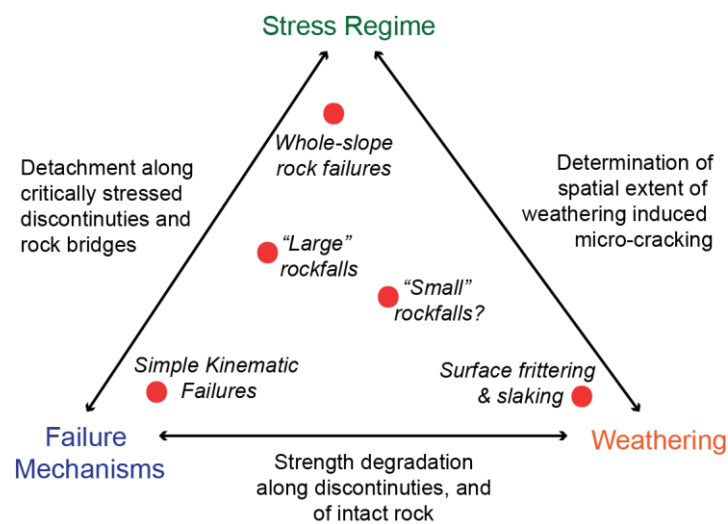 Stress Regime
Whole-slope
rock failures
Detachment along
critically stressed
discontinuties and
rock bridges
Determination of
spatial extent of
weathering induced
micro-cracking
“Large”
rockfalls
“Small”
rockfalls?
Simple Kinematic
Failures
Surface frittering
& slaking
Failure
Mechanisms
Weathering
Strength degradation
along discontinuties, and
of intact rock